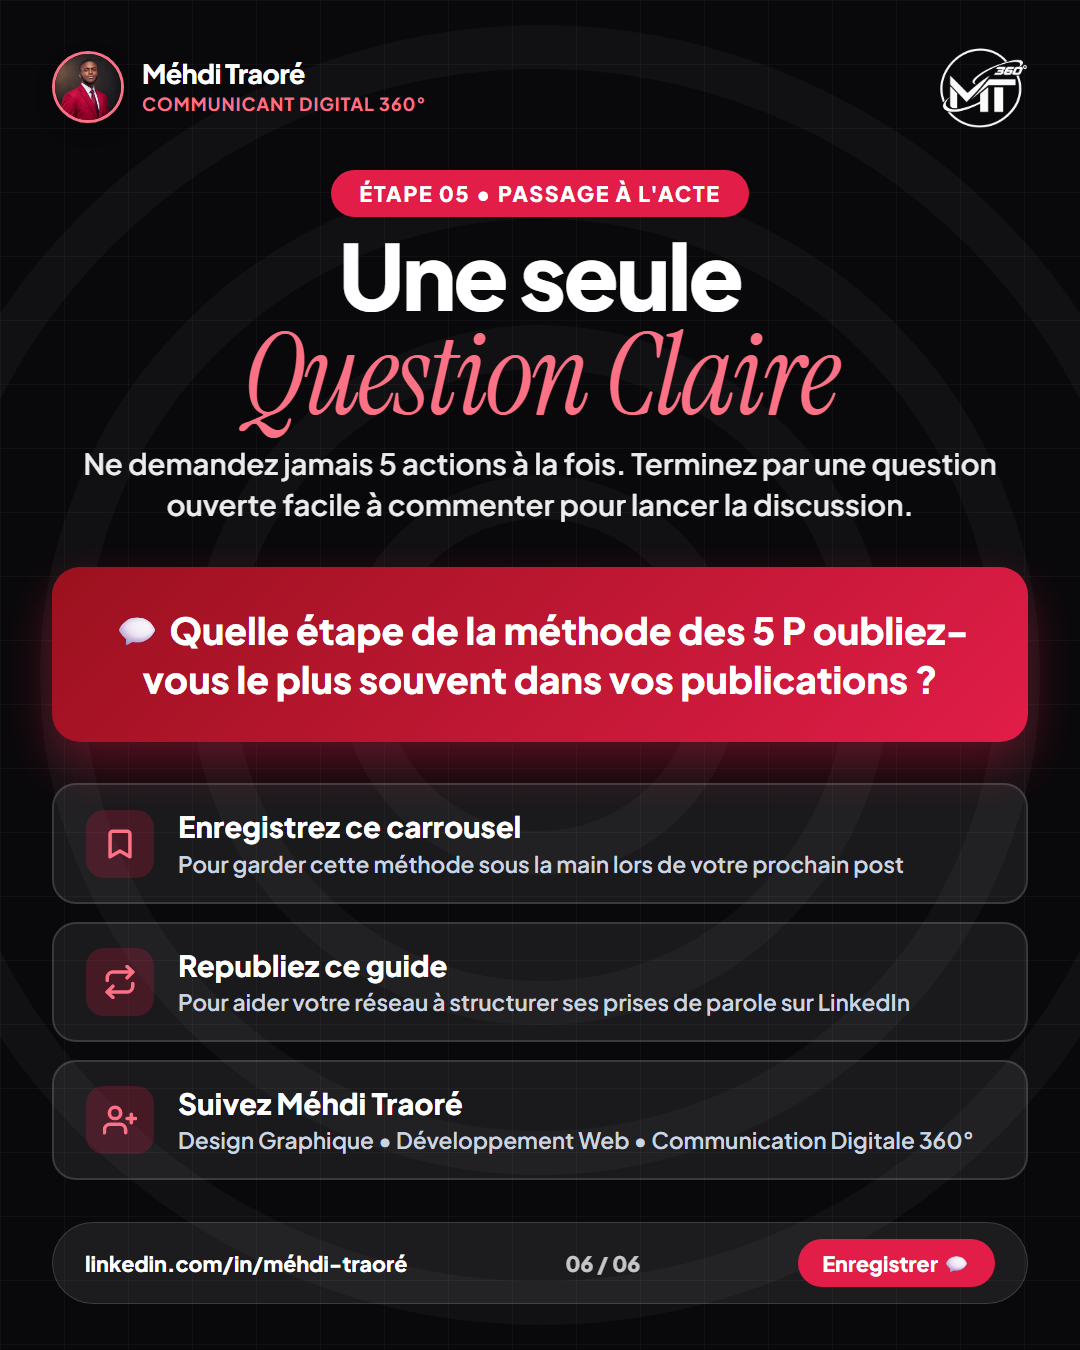 Méhdi Traoré
COMMUNICANT DIGITAL 360°
MT 360°
ÉTAPE 05 • PASSAGE À L'ACTE
Une seule
Question Claire
Ne demandez jamais 5 actions à la fois. Terminez par une question
ouverte facile à commenter pour lancer la discussion.
💬 Quelle étape de la méthode des 5 P oubliez-
vous le plus souvent dans vos publications ?
Enregistrez ce carrousel
Pour garder cette méthode sous la main lors de votre prochain post
Republiez ce guide
Pour aider votre réseau à structurer ses prises de parole sur LinkedIn
Suivez Méhdi Traoré
Design Graphique • Développement Web • Communication Digitale 360°
linkedin.com/in/méhdi-traoré
06 / 06
Enregistrer 💬